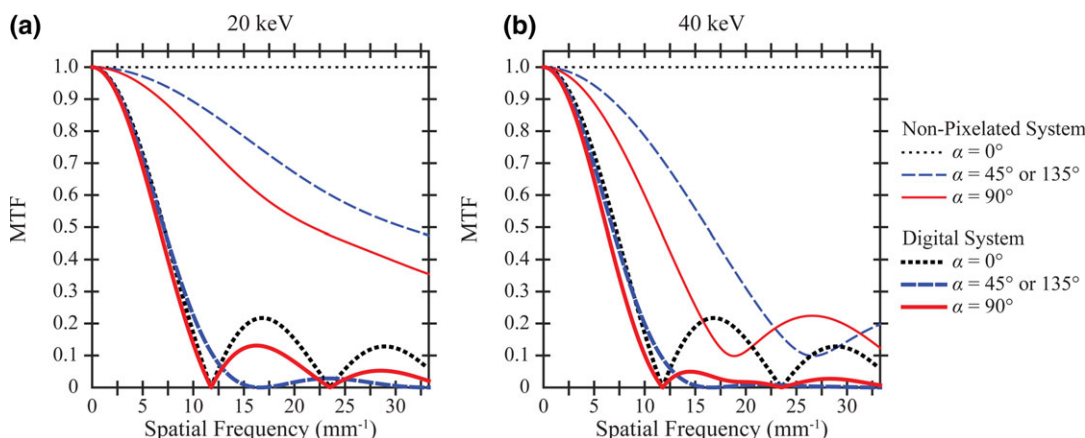 (a)
20 keV
1.0
0.9
0.8
0.7
0.6
0.5
0.4
0.3
0.2
0.1
0
MTF
0 5 10 15 20 25 30
Spatial Frequency (mm⁻¹)
(b)
40 keV
1.0
0.9
0.8
0.7
0.6
0.5
0.4
0.3
0.2
0.1
0
MTF
0 5 10 15 20 25 30
Spatial Frequency (mm⁻¹)
Non-Pixelated System
α = 0°
α = 45° or 135°
α = 90°
Digital System
α = 0°
α = 45° or 135°
α = 90°